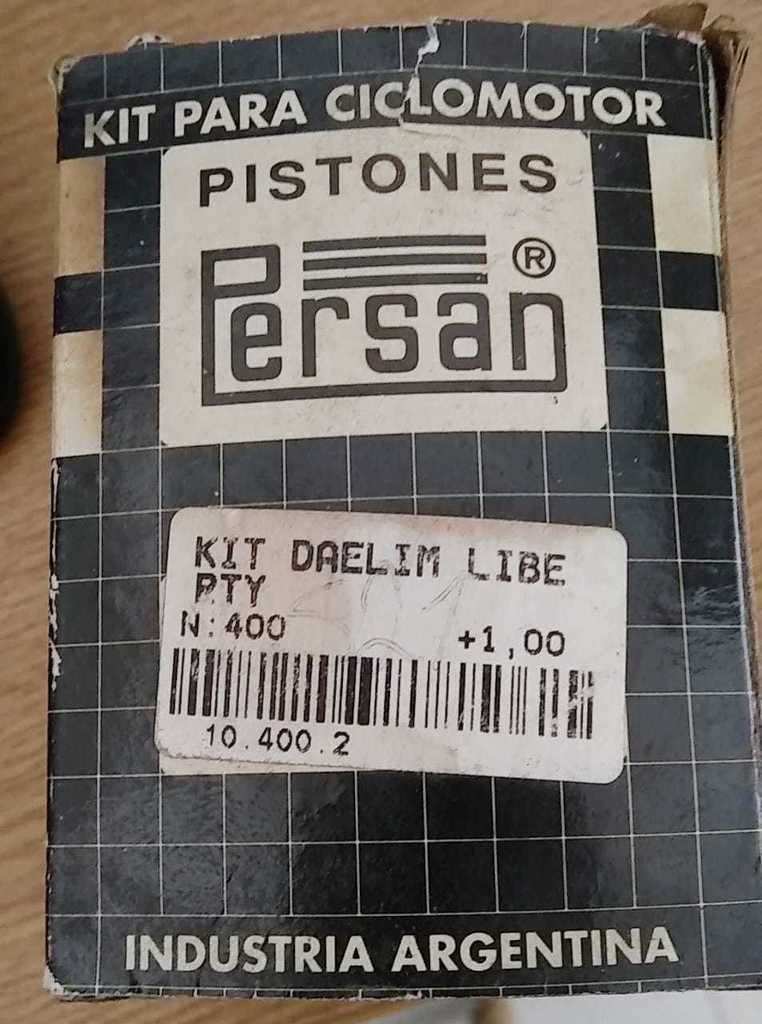 KIT PARA CICLOMOTOR
PISTONES
Persan ®
KIT DAELIM LIBE
RTY
N:400 +1,00
10.400.2
INDUSTRIA ARGENTINA